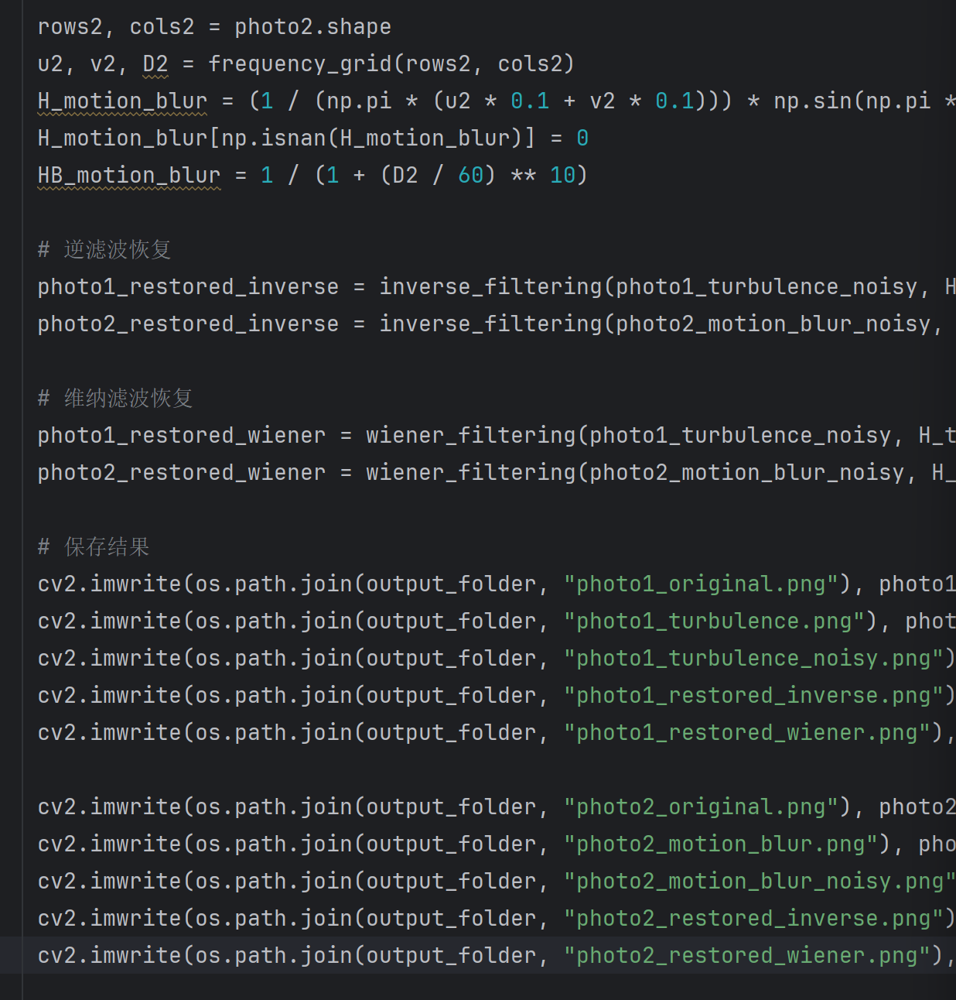 rows2, cols2 = photo2.shape
u2, v2, D2 = frequency_grid(rows2, cols2)
H_motion_blur = (1 / (np.pi * (u2 * 0.1 + v2 * 0.1))) * np.sin(np.pi *
H_motion_blur[np.isnan(H_motion_blur)] = 0
HB_motion_blur = 1 / (1 + (D2 / 60) ** 10)
# 逆滤波恢复
photo1_restored_inverse = inverse_filtering(photo1_turbulence_noisy, H
photo2_restored_inverse = inverse_filtering(photo2_motion_blur_noisy,
# 维纳滤波恢复
photo1_restored_wiener = wiener_filtering(photo1_turbulence_noisy, H_t
photo2_restored_wiener = wiener_filtering(photo2_motion_blur_noisy, H_
# 保存结果
cv2.imwrite(os.path.join(output_folder, "photo1_original.png"), photo1
cv2.imwrite(os.path.join(output_folder, "photo1_turbulence.png"), phot
cv2.imwrite(os.path.join(output_folder, "photo1_turbulence_noisy.png")
cv2.imwrite(os.path.join(output_folder, "photo1_restored_inverse.png")
cv2.imwrite(os.path.join(output_folder, "photo1_restored_wiener.png"),
cv2.imwrite(os.path.join(output_folder, "photo2_original.png"), photo2
cv2.imwrite(os.path.join(output_folder, "photo2_motion_blur.png"), pho
cv2.imwrite(os.path.join(output_folder, "photo2_motion_blur_noisy.png"
cv2.imwrite(os.path.join(output_folder, "photo2_restored_inverse.png")
cv2.imwrite(os.path.join(output_folder, "photo2_restored_wiener.png"),